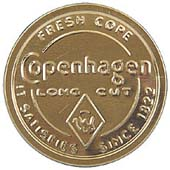 FRESH COPE
Copenhagen
LONG CUT
IT SATISFIES SINCE 1822